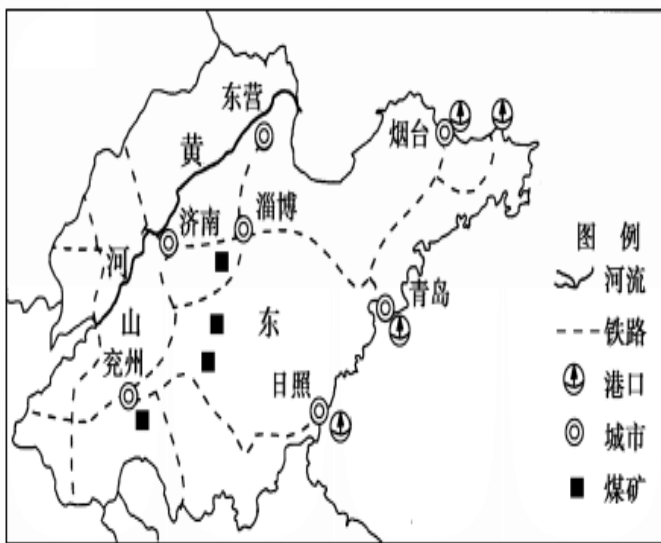 东营
烟台
黄
济南
淄博
河
图 例
河流
山
东
青岛
铁路
兖州
港口
日照
城市
煤矿